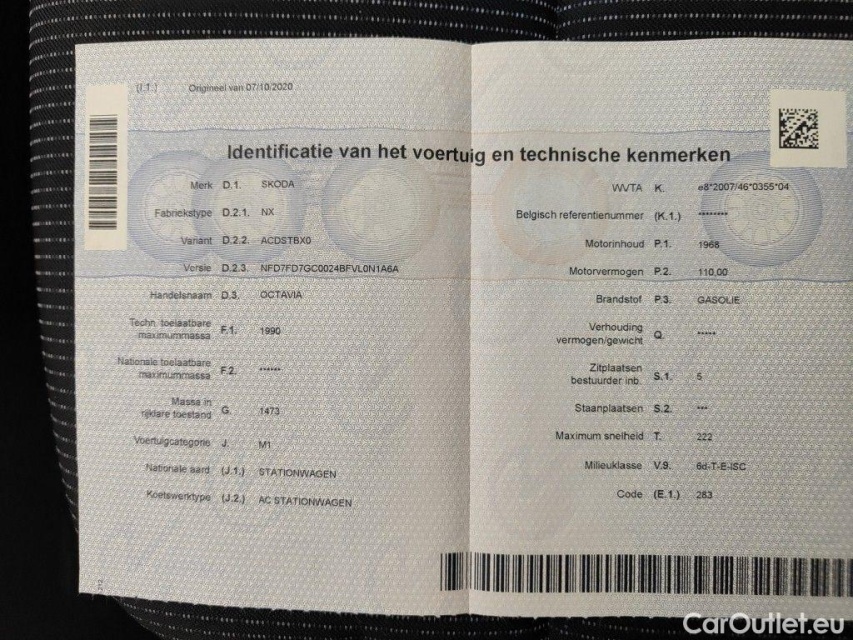 (I.1.) Origineel van 07/10/2020
Identificatie van het voertuig en technische kenmerken
Merk D.1. SKODA
Fabriekstype D.2.1. NX
Variant D.2.2. ACDSTBX0
Versie D.2.3. NFD7FD7GC0024BFVL0N1A6A
Handelsnaam D.3. OCTAVIA
Techn. toelaatbare
maximummassa F.1. 1990
Nationale toelaatbare
maximummassa F.2. ******
Massa in
rijklare toestand G. 1473
Voertuigcategorie J. M1
Nationale aard (J.1.) STATIONWAGEN
Koetswerktype (J.2.) AC STATIONWAGEN
WVTA K. e8*2007/46*0355*04
Belgisch referentienummer (K.1.) ********
Motorinhoud P.1. 1968
Motorvermogen P.2. 110,00
Brandstof P.3. GASOLIE
Verhouding
vermogen/gewicht Q. *****
Zitplaatsen
bestuurder inb. S.1. 5
Staanplaatsen S.2. ***
Maximum snelheid T. 222
Milieuklasse V.9. 6d-T-E-ISC
Code (E.1.) 283
CarOutlet.eu